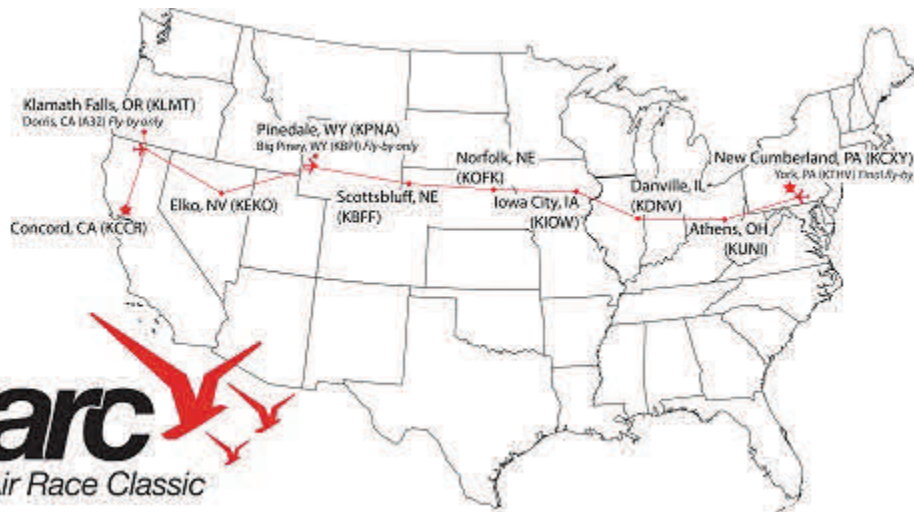 Klamath Falls, OR (KLMT)
Dorris, CA (A32) Fly-by only
Pinedale, WY (KPNA)
Big Piney, WY (KBPI) Fly-by only
Norfolk, NE
(KOFK)
New Cumberland, PA (KCXY)
York, PA (KTHV) Final fly-by
Danville, IL
(KDNV)
Scottsbluff, NE
(KBFF)
Iowa City, IA
(KIOW)
Elko, NV (KEKO)
Concord, CA (KCCR)
Athens, OH
(KUNI)
arc
Air Race Classic